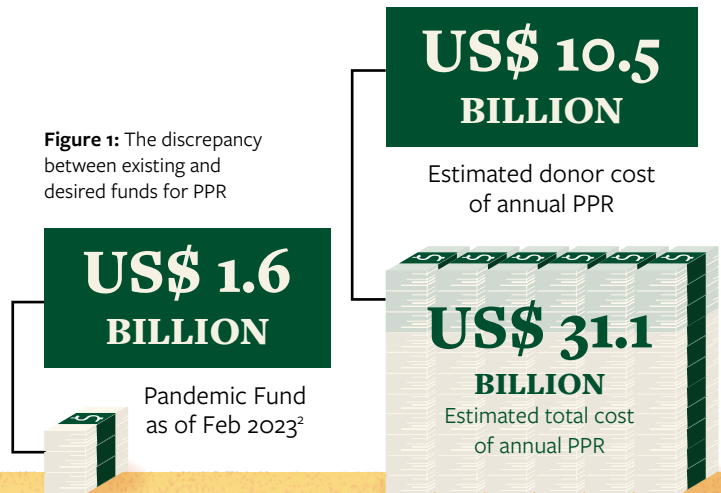 Figure 1: The discrepancy
between existing and
desired funds for PPR
US$ 1.6
BILLION
Pandemic Fund
as of Feb 2023²
US$ 10.5
BILLION
Estimated donor cost
of annual PPR
$ $ $ $ $ $
US$ 31.1
BILLION
Estimated total cost
of annual PPR
$